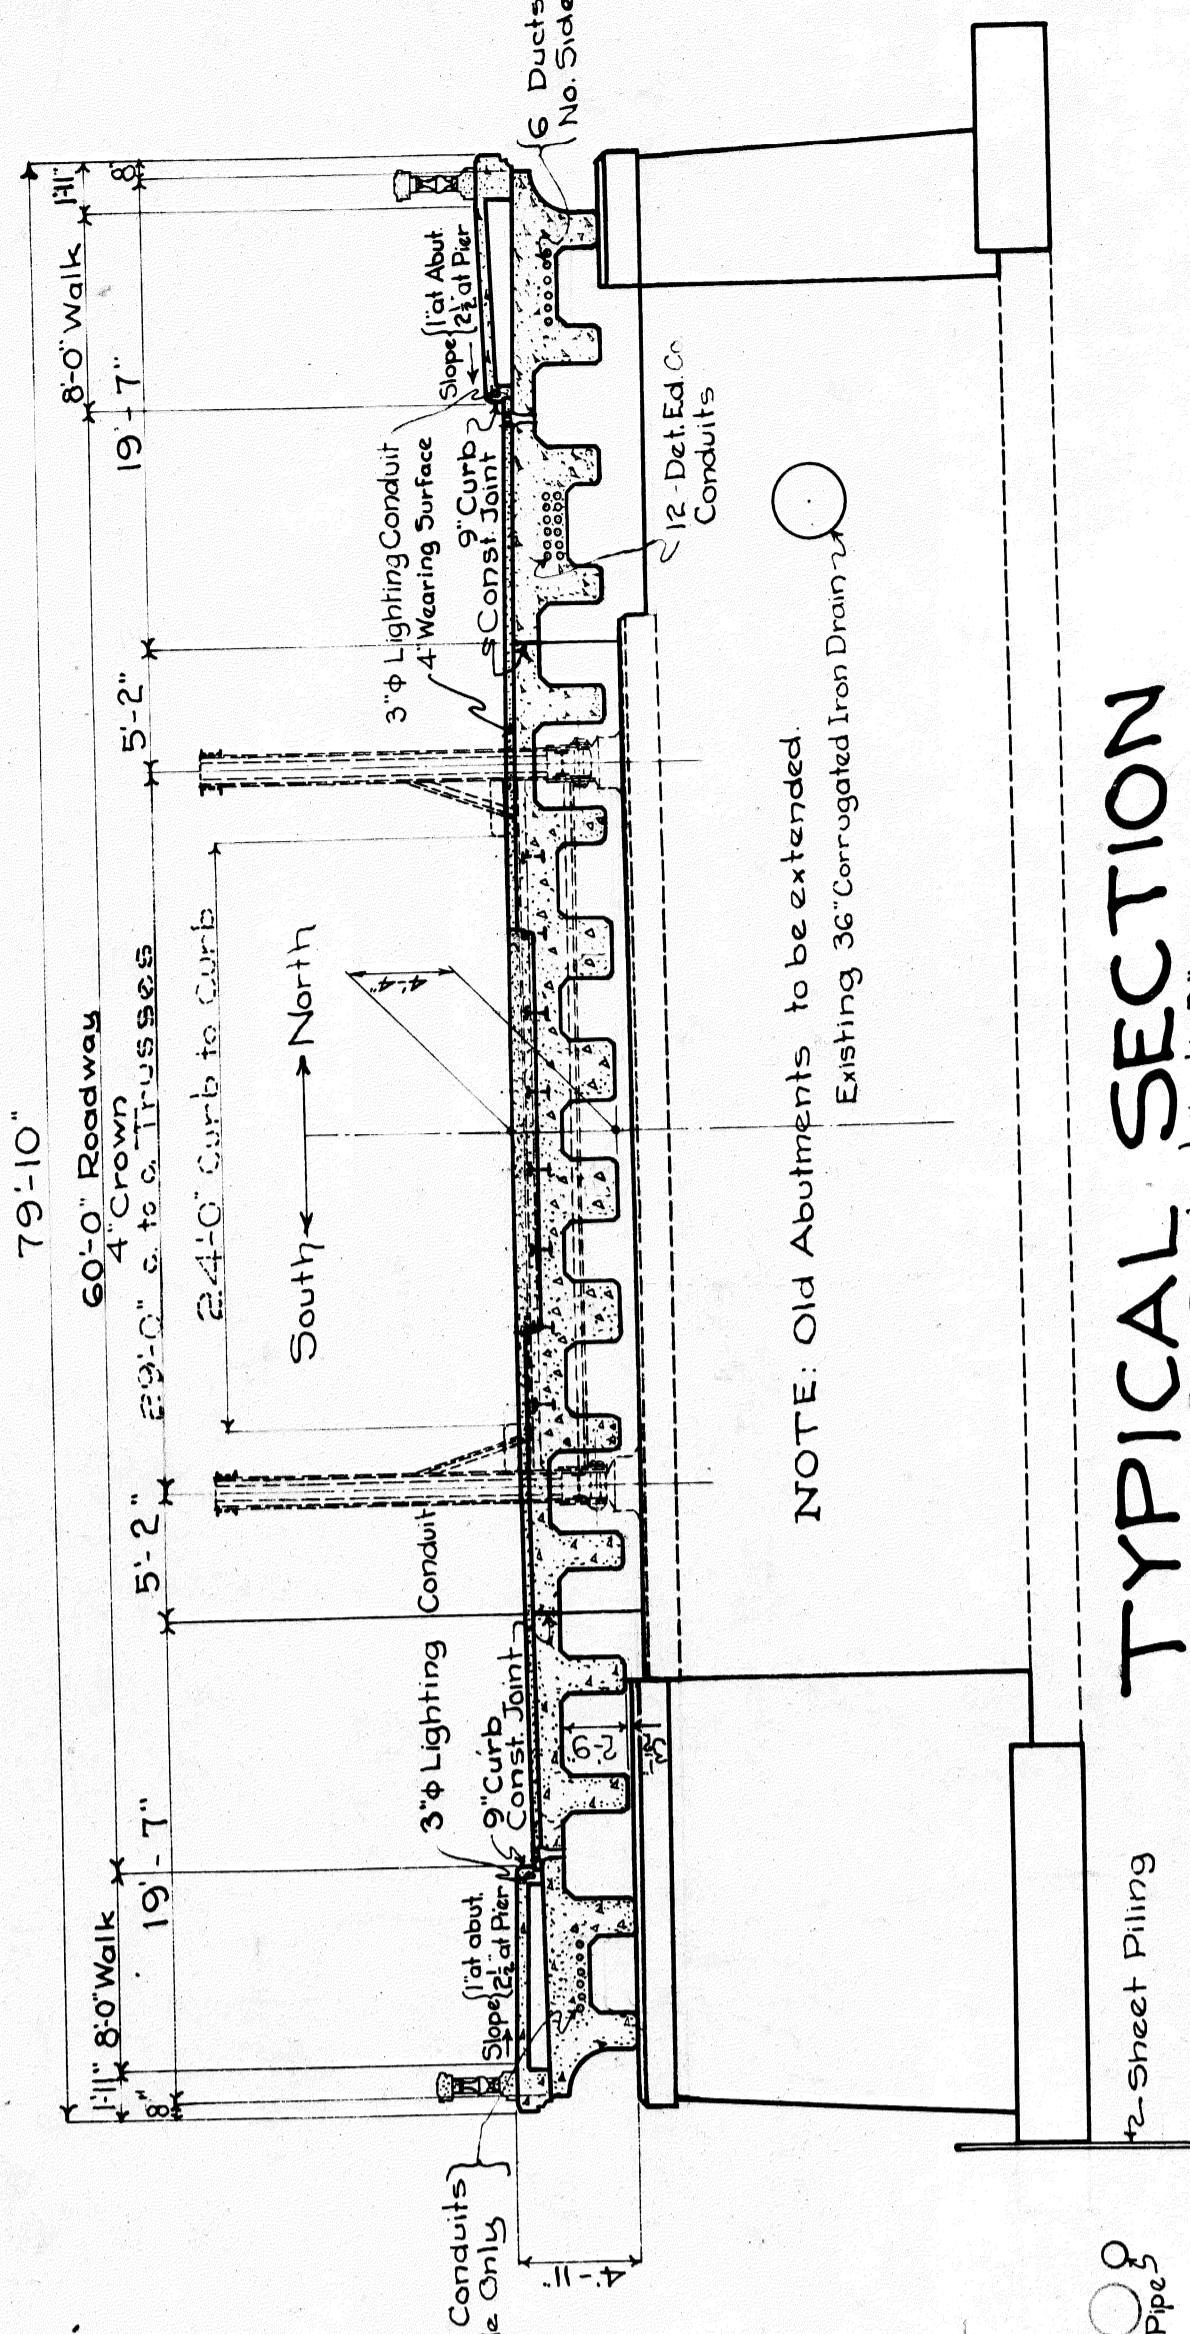 79'-10"
60'-0" Roadway
4" Crown
29'-0" c. to c. Trusses
24'-0" Curb to Curb
1'-11"
8'-0" Walk
8"
19'-7"
5'-2"
5'-2"
19'-7"
8'-0" Walk
1'-11"
8"
South
North
4'-4"
3"ϕ Lighting Conduit
9" Curb
Const. Joint
Slope {1" at abut.
2½" at Pier
3"ϕ Lighting Conduit
4" Wearing Surface
9" Curb
Const. Joint
Slope {1" at Abut.
2½" at Pier
6 Ducts
No. Side
12-Det. Ed. Co.
Conduits
Conduits
Only
4'-11"
NOTE: Old Abutments to be extended.
Existing 36" Corrugated Iron Drain
Sheet Piling
Pipe
TYPICAL SECTION